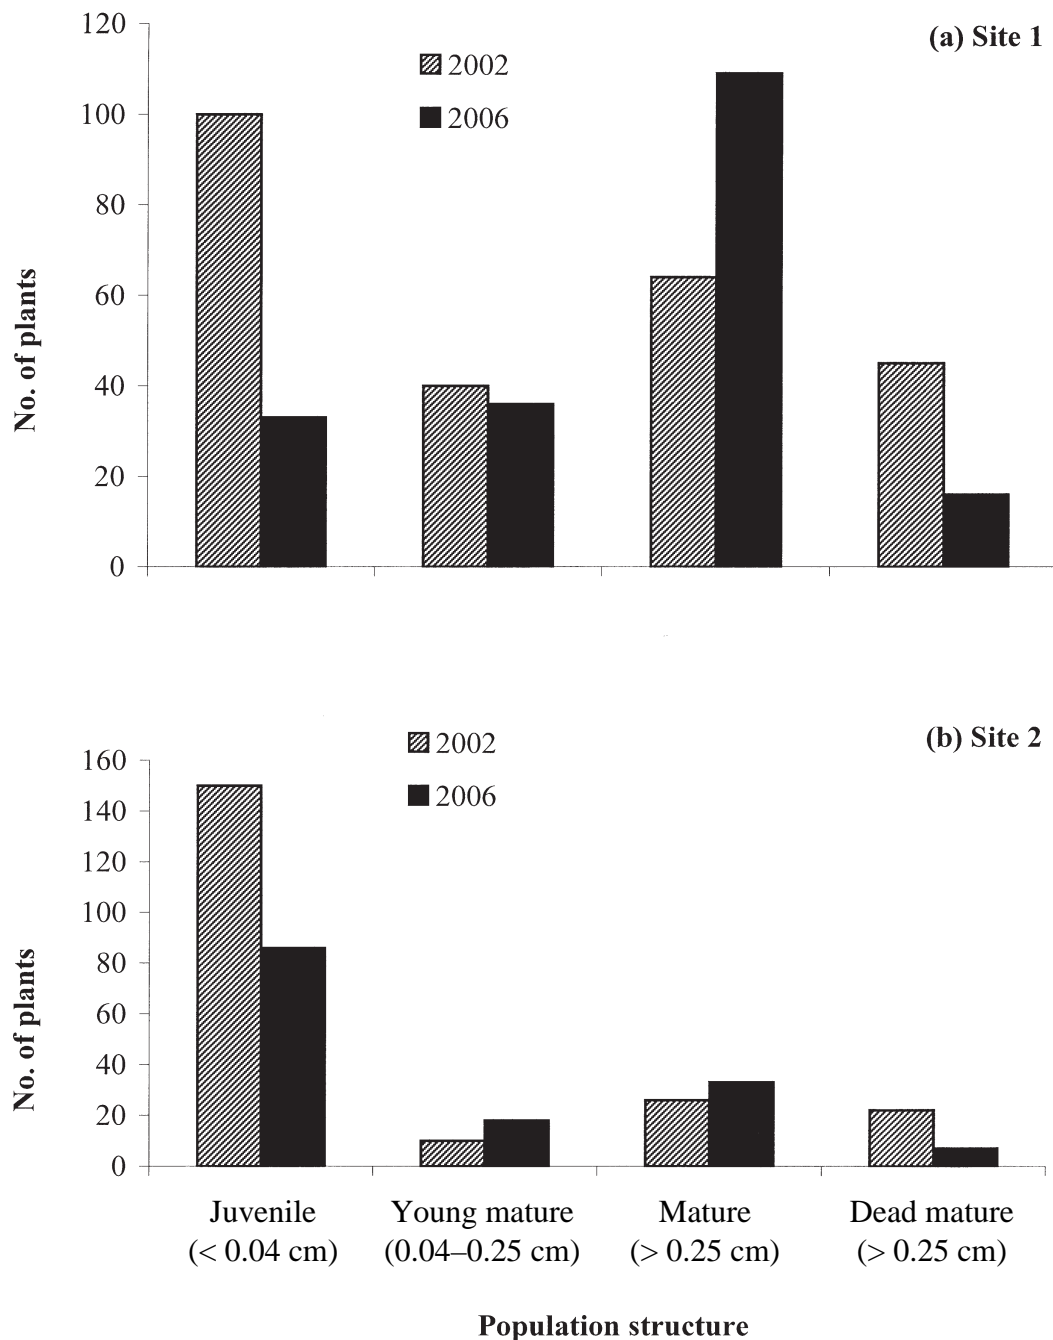 (a) Site 1
2002
2006
No. of plants
120
100
80
60
40
20
0
(b) Site 2
2002
2006
No. of plants
160
140
120
100
80
60
40
20
0
Juvenile Young mature Mature Dead mature
(< 0.04 cm) (0.04–0.25 cm) (> 0.25 cm) (> 0.25 cm)
Population structure